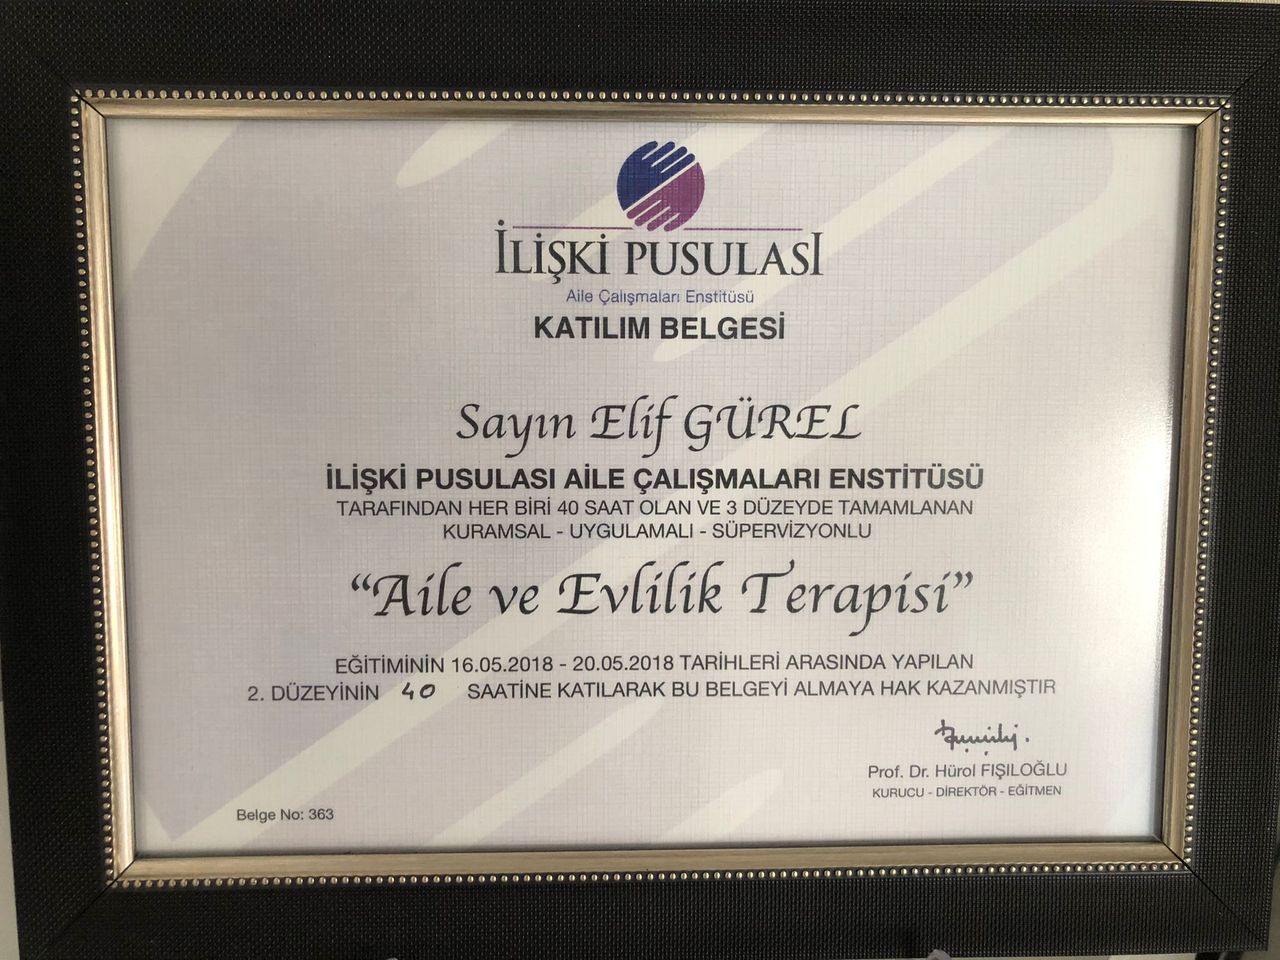 İLİŞKİ PUSULASI
Aile Çalışmaları Enstitüsü
KATILIM BELGESİ
Sayın Elif GÜREL
İLİŞKİ PUSULASI AİLE ÇALIŞMALARI ENSTİTÜSÜ
TARAFINDAN HER BİRİ 40 SAAT OLAN VE 3 DÜZEYDE TAMAMLANAN
KURAMSAL - UYGULAMALI - SÜPERVİZYONLU
“Aile ve Evlilik Terapisi”
EĞİTİMİNİN 16.05.2018 - 20.05.2018 TARİHLERİ ARASINDA YAPILAN
2. DÜZEYİNİN 40 SAATİNE KATILARAK BU BELGEYİ ALMAYA HAK KAZANMIŞTIR
Prof. Dr. Hürol FIŞILOĞLU
KURUCU - DİREKTÖR - EĞİTMEN
Belge No: 363